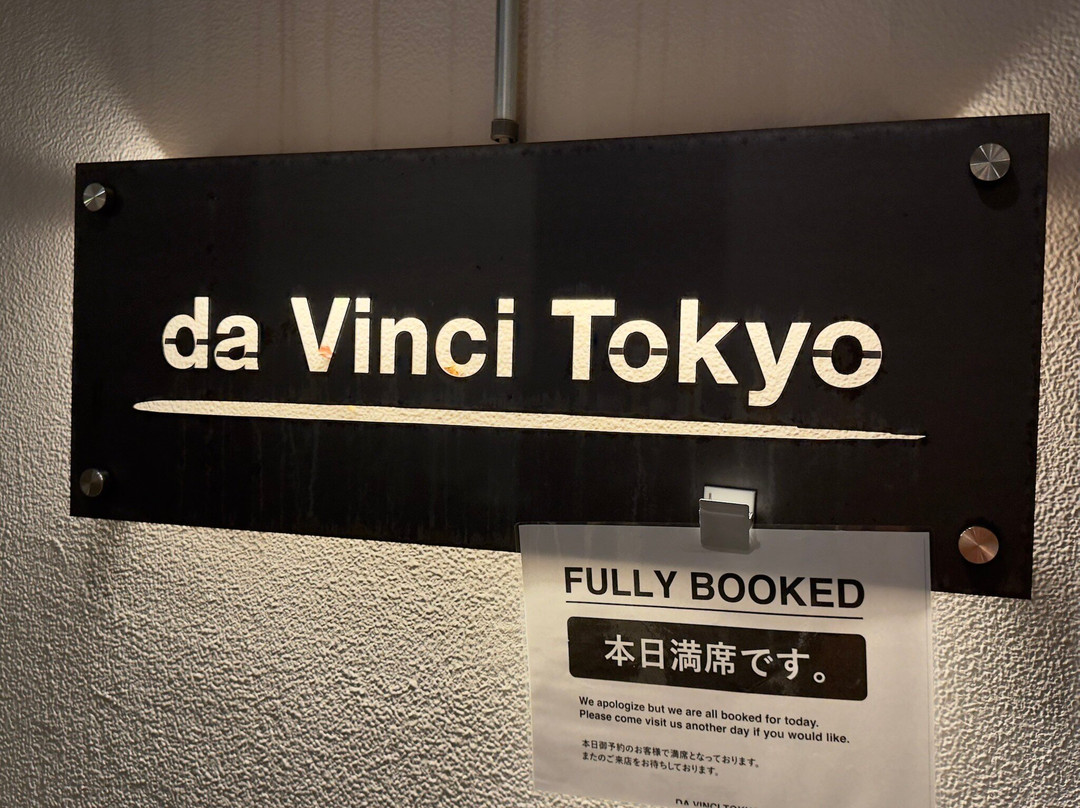 da Vinci Tokyo
FULLY BOOKED
本日満席です。
We apologize but we are all booked for today.
Please come visit us another day if you would like.
本日御予約のお客様で満席となっております。
またのご来店をお待ちしております。
DA VINCI TOKYO